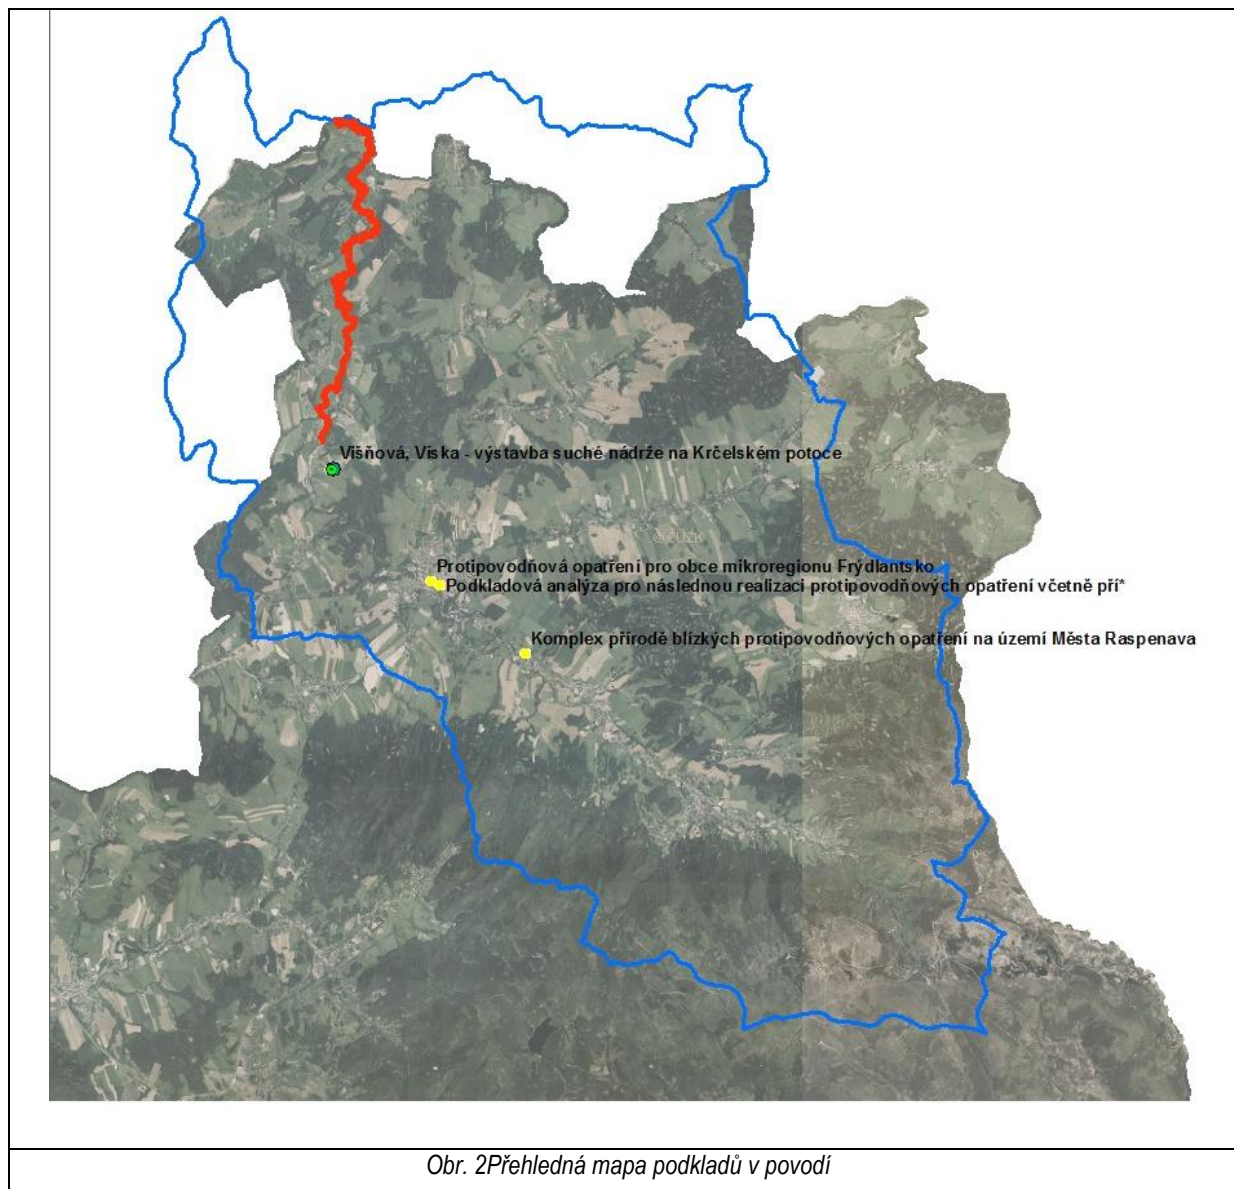 Višňová, Víska - výstavba suché nádrže na Krčelském potoce
© ČÚZK
Protipovodňová opatření pro obce mikroregionu Frýdlantsko
Podkladová analýza pro následnou realizaci protipovodňových opatření včetně pří*
Komplex přírodě blízkých protipovodňových opatření na území Města Raspenava
Obr. 2Přehledná mapa podkladů v povodí